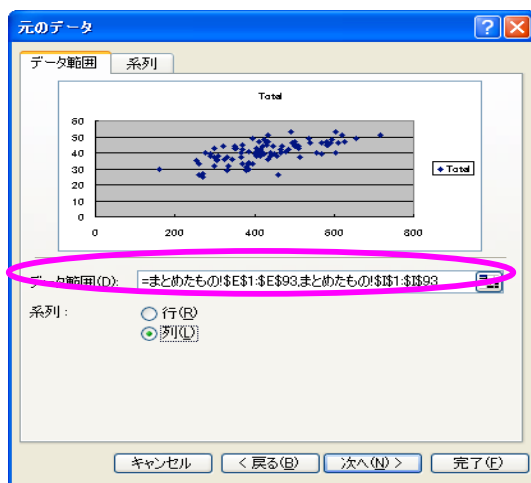 元のデータ
データ範囲 系列
Total
60
50
40
30
20
10
0
0 200 400 600 800
Total
データ範囲(D): =まとめたもの!$E$1:$E$93,まとめたもの!$I$1:$I$93
系列:
行(R)
列(L)
キャンセル < 戻る(B) 次へ(N) > 完了(F)